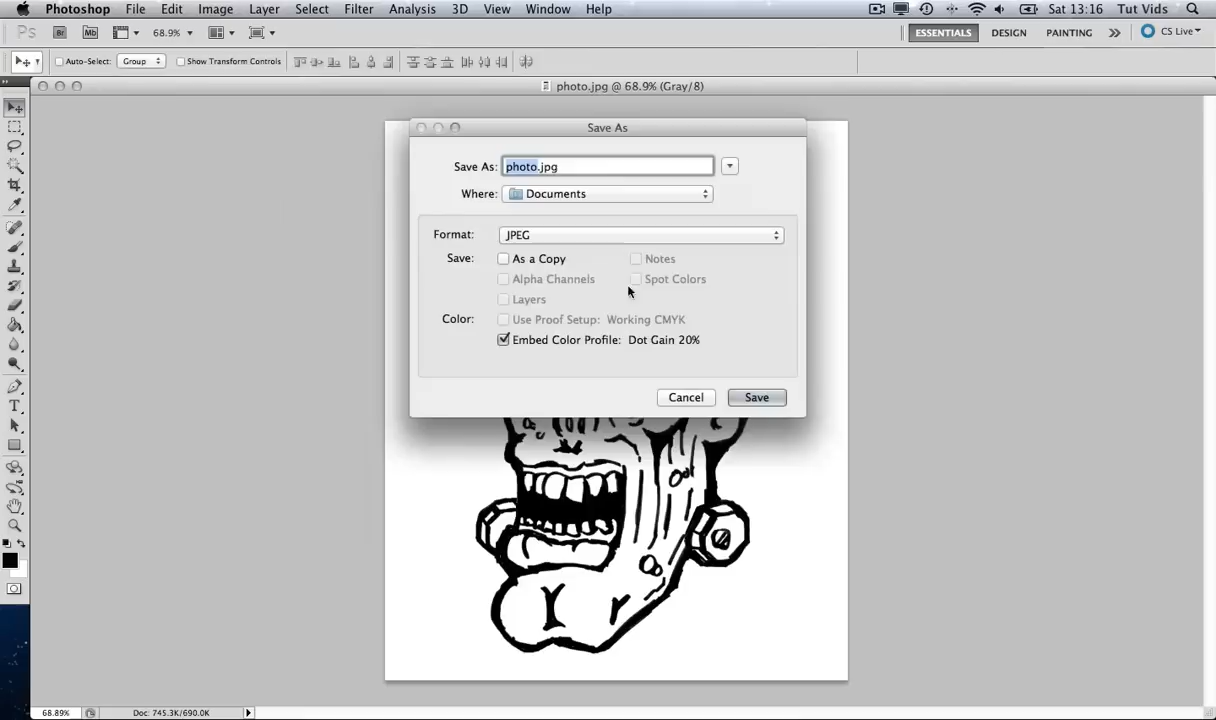 Photoshop File Edit Image Layer Select Filter Analysis 3D View Window Help Sat 13:16 Tut Vids
Ps Br Mb 68.9% ESSENTIALS DESIGN PAINTING CS Live
Auto-Select: Group Show Transform Controls
photo.jpg @ 68.9% (Gray/8)
Save As
Save As: photo.jpg
Where: Documents
Format: JPEG
Save: As a Copy Notes
Alpha Channels Spot Colors
Layers
Color: Use Proof Setup: Working CMYK
Embed Color Profile: Dot Gain 20%
Cancel Save
T
68.89% Doc: 745.3K/690.0K